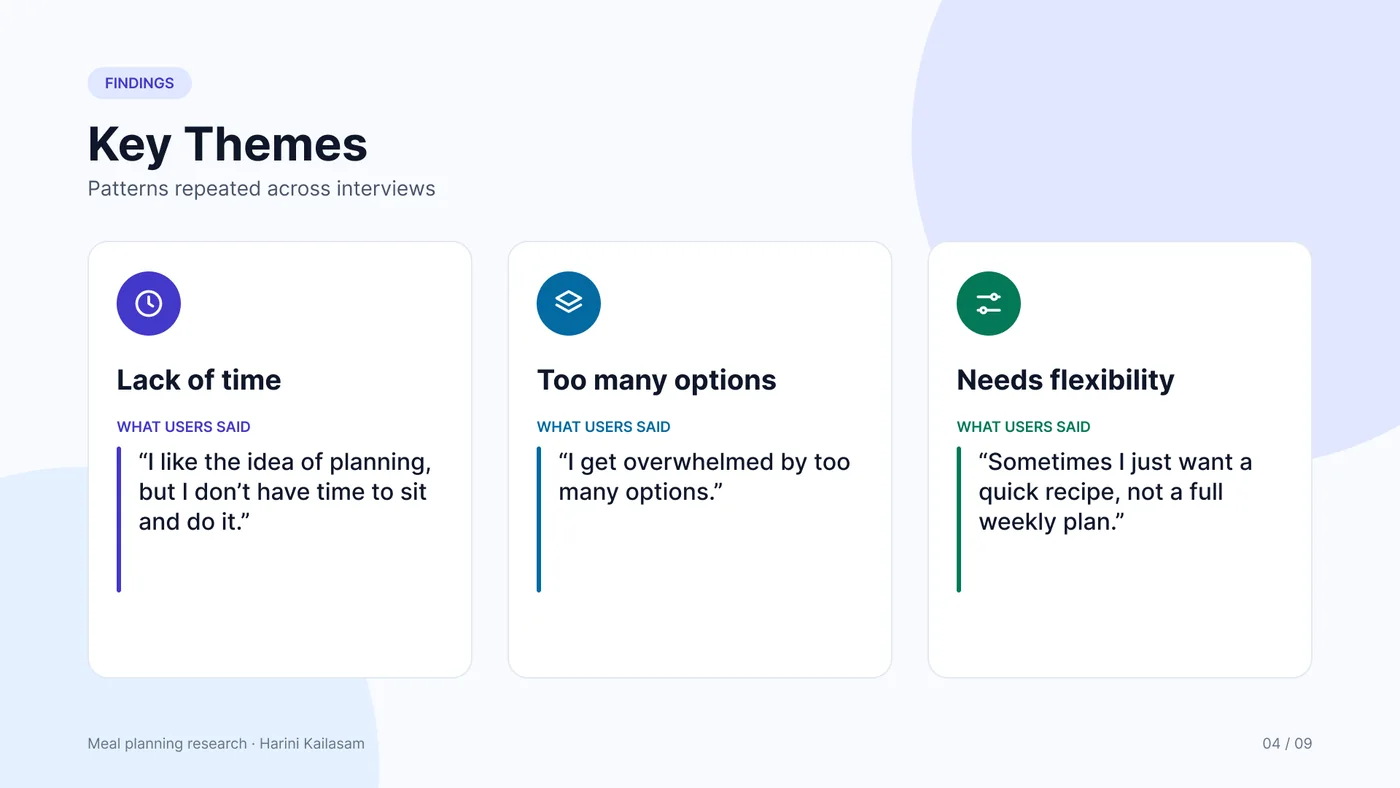 FINDINGS
Key Themes
Patterns repeated across interviews
Lack of time
WHAT USERS SAID
“I like the idea of planning,
but I don’t have time to sit
and do it.”
Too many options
WHAT USERS SAID
“I get overwhelmed by too
many options.”
Needs flexibility
WHAT USERS SAID
“Sometimes I just want a
quick recipe, not a full
weekly plan.”
Meal planning research · Harini Kailasam
04 / 09